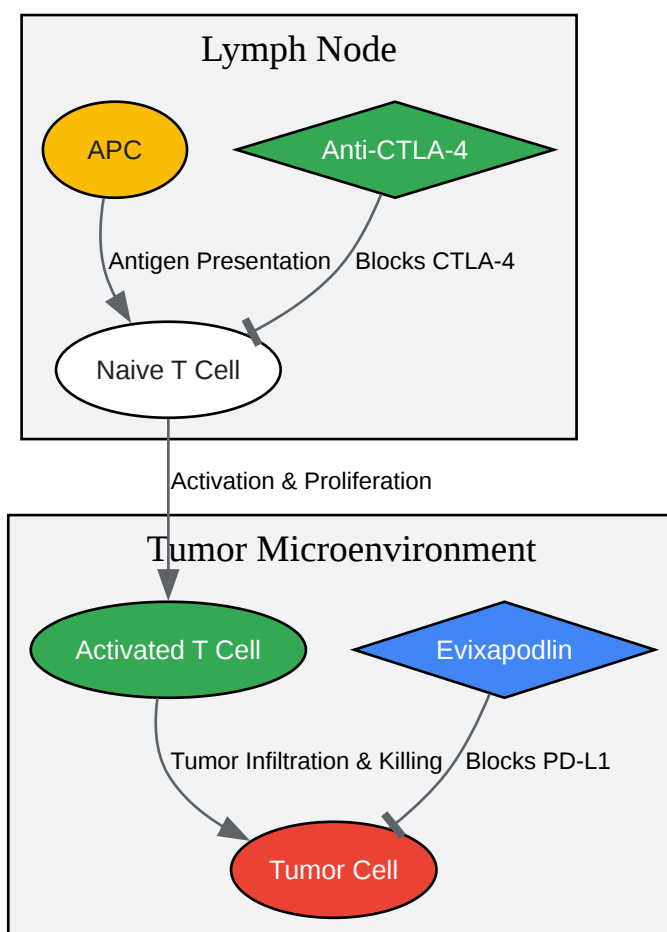 Lymph Node
APC
Anti-CTLA-4
Antigen Presentation
Blocks CTLA-4
Naive T Cell
Activation & Proliferation
Tumor Microenvironment
Activated T Cell
Evixapodlin
Tumor Infiltration & Killing
Blocks PD-L1
Tumor Cell